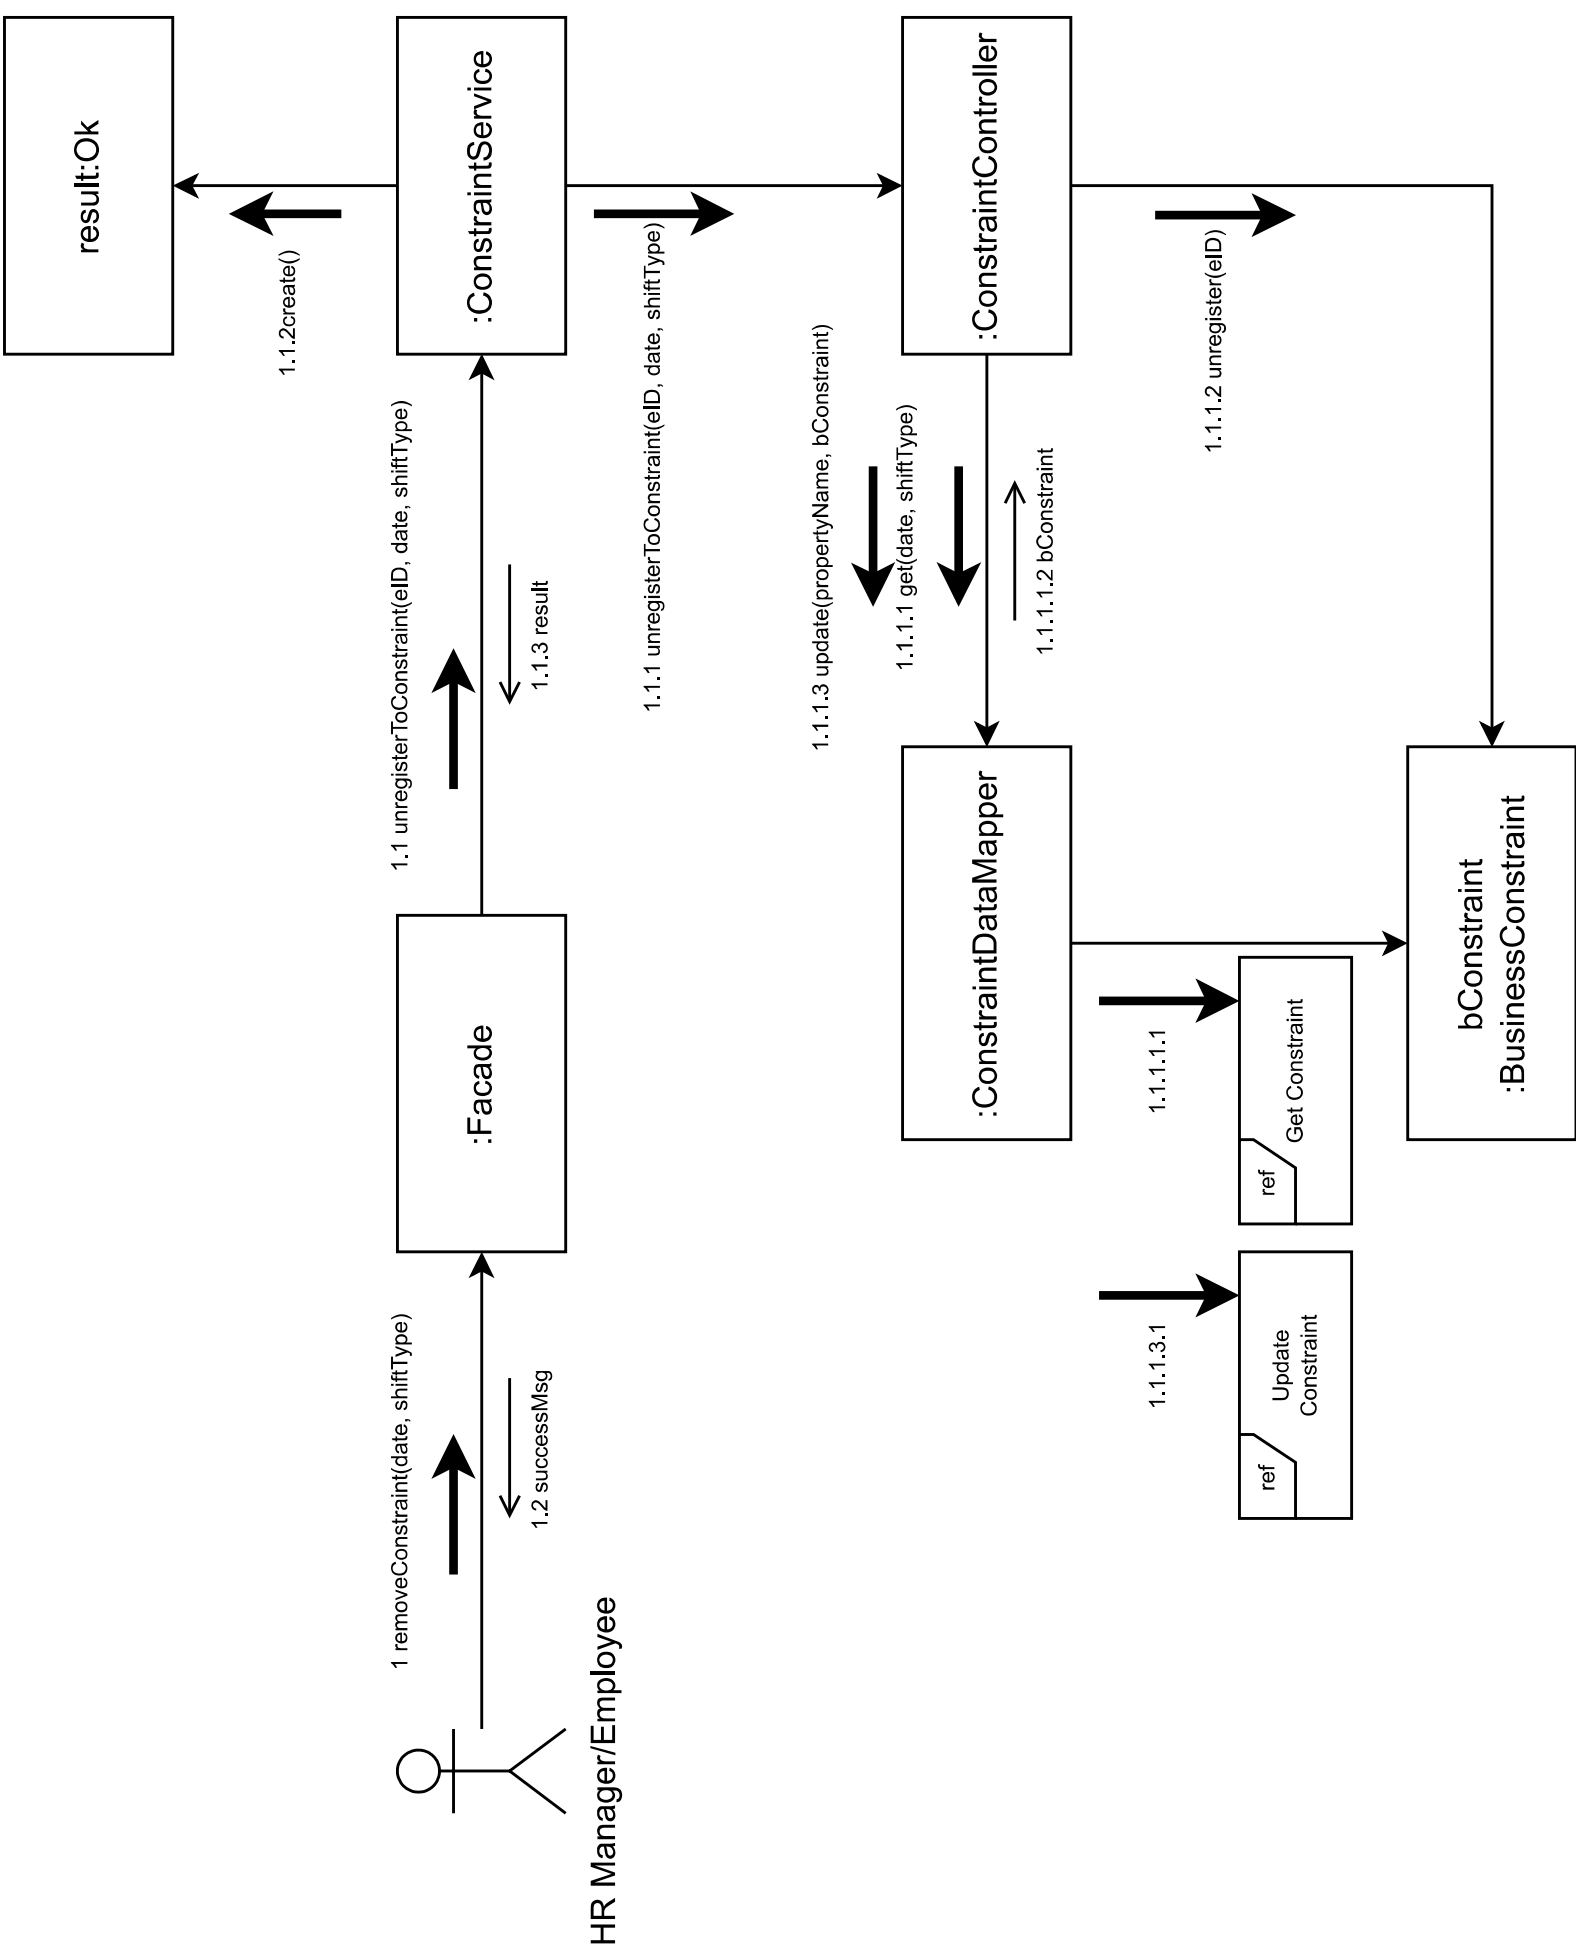 result:Ok
1.1.2create()
1 removeConstraint(date, shiftType)
1.1 unregisterToConstraint(eID, date, shiftType)
HR Manager/Employee
:Facade
:ConstraintService
1.2 successMsg
1.1.3 result
1.1.1 unregisterToConstraint(eID, date, shiftType)
1.1.1.3 update(propertyName, bConstraint)
1.1.1.1 get(date, shiftType)
:ConstraintDataMapper
:ConstraintController
1.1.1.1.2 bConstraint
1.1.1.3.1
1.1.1.1.1
1.1.1.2 unregister(eID)
ref
Update
Constraint
ref
Get Constraint
bConstraint
:BusinessConstraint